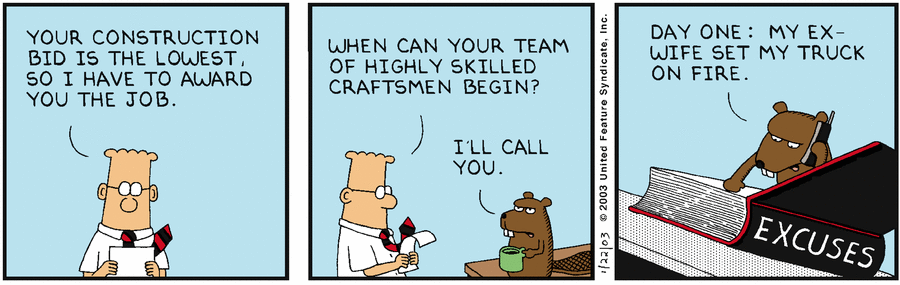 YOUR CONSTRUCTION
BID IS THE LOWEST,
SO I HAVE TO AWARD
YOU THE JOB.
WHEN CAN YOUR TEAM
OF HIGHLY SKILLED
CRAFTSMEN BEGIN?
I'LL CALL
YOU.
1/22/03 © 2003 United Feature Syndicate, Inc.
DAY ONE: MY EX-
WIFE SET MY TRUCK
ON FIRE.
EXCUSES